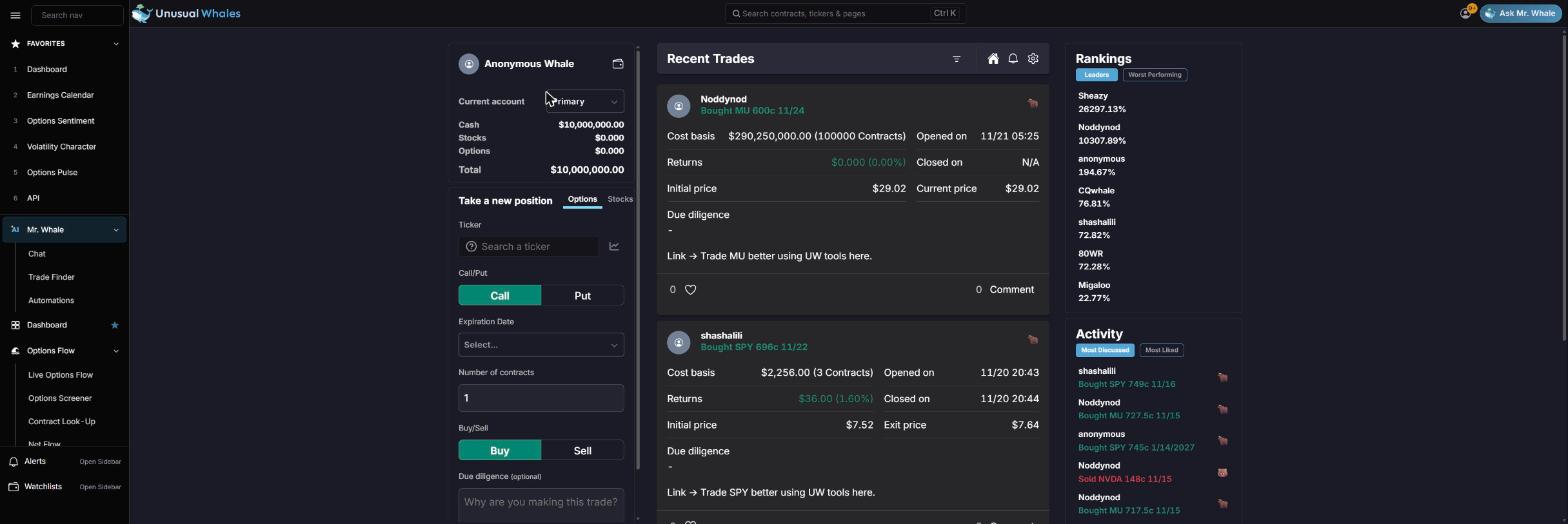 Search nav
Unusual Whales
Search contracts, tickers & pages
Ctrl K
9+
Ask Mr. Whale
FAVORITES
1 Dashboard
2 Earnings Calendar
3 Options Sentiment
4 Volatility Character
5 Options Pulse
6 API
AI Mr. Whale
Chat
Trade Finder
Automations
Dashboard
Options Flow
Live Options Flow
Options Screener
Contract Look-Up
Net Flow
Alerts Open Sidebar
Watchlists Open Sidebar
Anonymous Whale
Current account Primary
Cash $10,000,000.00
Stocks $0.000
Options $0.000
Total $10,000,000.00
Take a new position Options Stocks
Ticker
Search a ticker
Call/Put
Call Put
Expiration Date
Select...
Number of contracts
1
Buy/Sell
Buy Sell
Due diligence (optional)
Why are you making this trade?
Recent Trades
Noddynod
Bought MU 600c 11/24
Cost basis $290,250,000.00 (100000 Contracts) Opened on 11/21 05:25
Returns $0.000 (0.00%) Closed on N/A
Initial price $29.02 Current price $29.02
Due diligence
-
Link → Trade MU better using UW tools here.
0 0 Comment
shashalili
Bought SPY 696c 11/22
Cost basis $2,256.00 (3 Contracts) Opened on 11/20 20:43
Returns $36.00 (1.60%) Closed on 11/20 20:44
Initial price $7.52 Exit price $7.64
Due diligence
-
Link → Trade SPY better using UW tools here.
Rankings
Leaders Worst Performing
Sheazy
26297.13%
Noddynod
10307.89%
anonymous
194.67%
CQwhale
76.81%
shashalili
72.82%
80WR
72.28%
Migaloo
22.77%
Activity
Most Discussed Most Liked
shashalili
Bought SPY 749c 11/16
Noddynod
Bought MU 727.5c 11/15
anonymous
Bought SPY 745c 1/14/2027
Noddynod
Sold NVDA 148c 11/15
Noddynod
Bought MU 717.5c 11/15